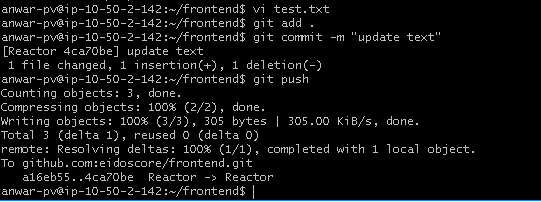 anwar-pv@ip-10-50-2-142:~/frontend$ vi test.txt
anwar-pv@ip-10-50-2-142:~/frontend$ git add .
anwar-pv@ip-10-50-2-142:~/frontend$ git commit -m "update text"
[Reactor 4ca70be] update text
 1 file changed, 1 insertion(+), 1 deletion(-)
anwar-pv@ip-10-50-2-142:~/frontend$ git push
Counting objects: 3, done.
Compressing objects: 100% (2/2), done.
Writing objects: 100% (3/3), 305 bytes | 305.00 KiB/s, done.
Total 3 (delta 1), reused 0 (delta 0)
remote: Resolving deltas: 100% (1/1), completed with 1 local object.
To github.com:eidoscore/frontend.git
   a16eb55..4ca70be  Reactor -> Reactor
anwar-pv@ip-10-50-2-142:~/frontend$